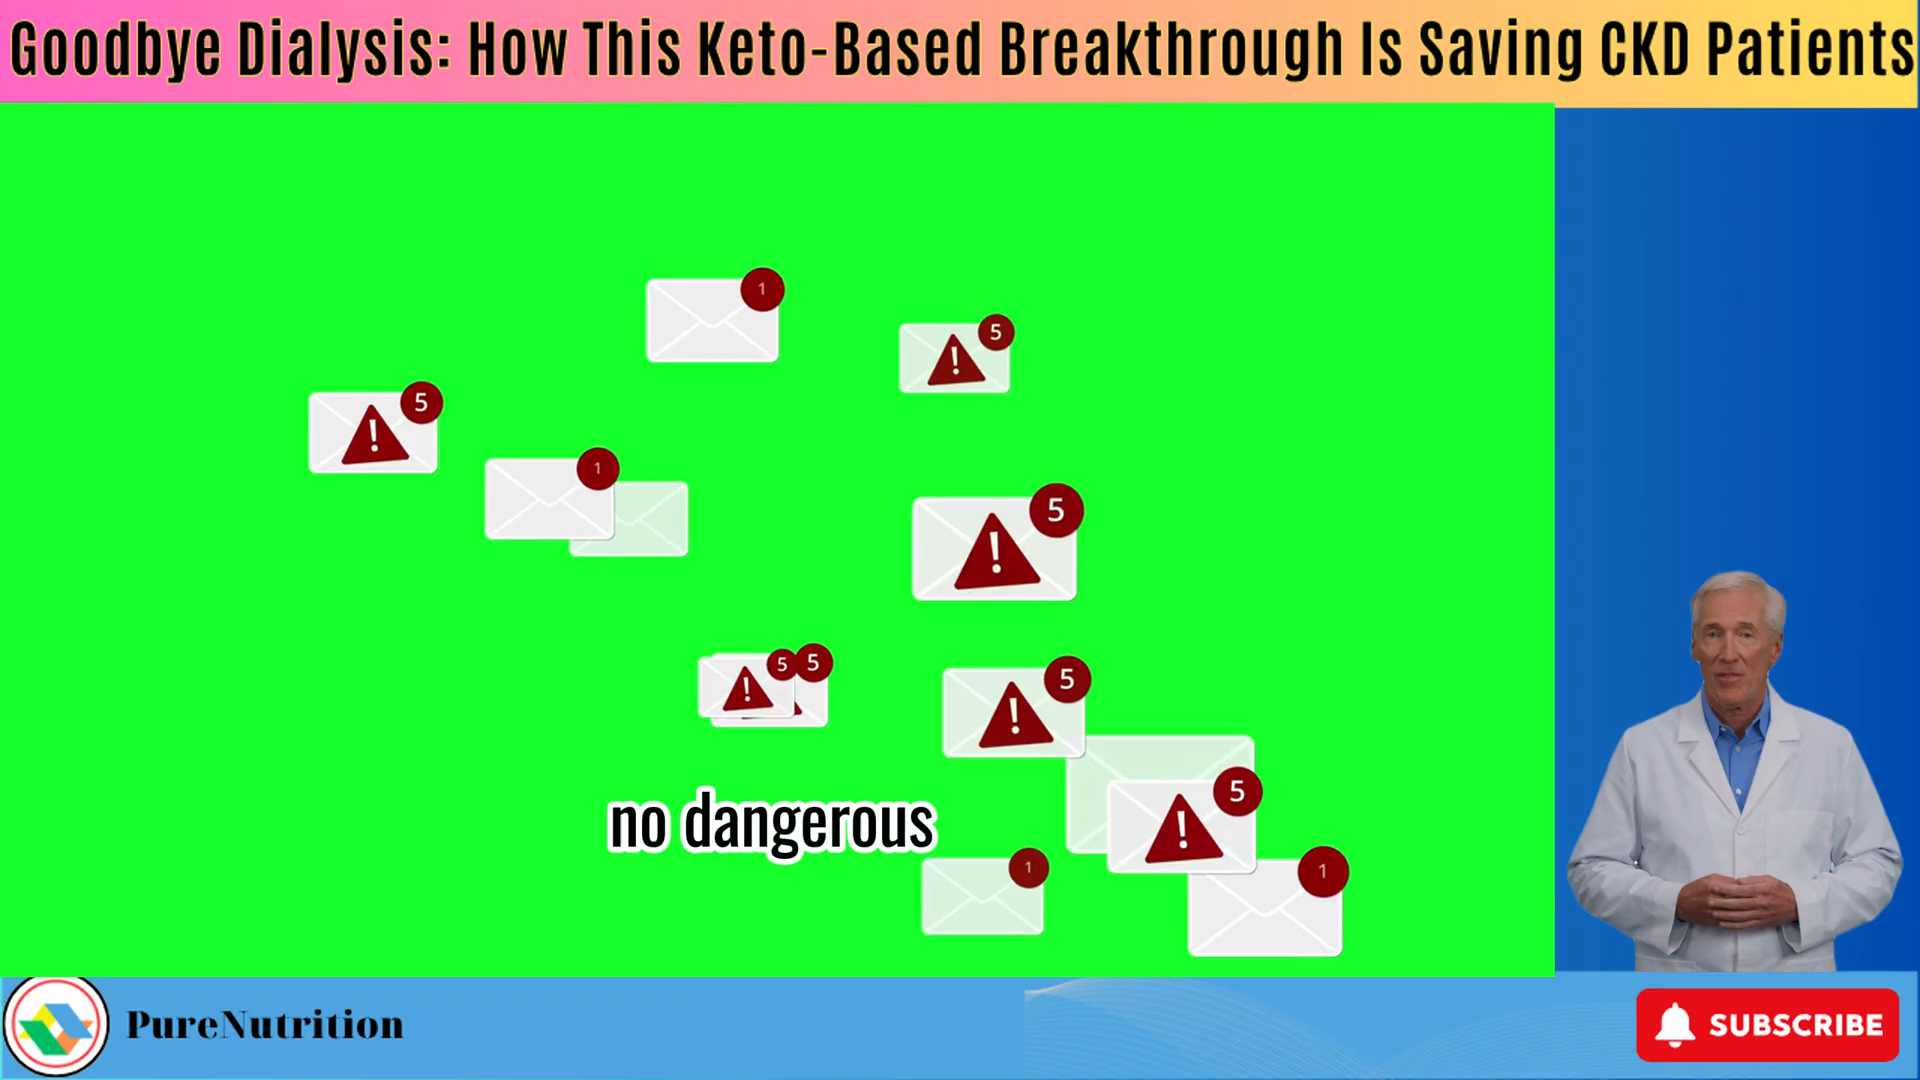 Goodbye Dialysis: How This Keto-Based Breakthrough Is Saving CKD Patients
1
5
5
1
5
5 5
5
5
no dangerous
1
1
PureNutrition
SUBSCRIBE